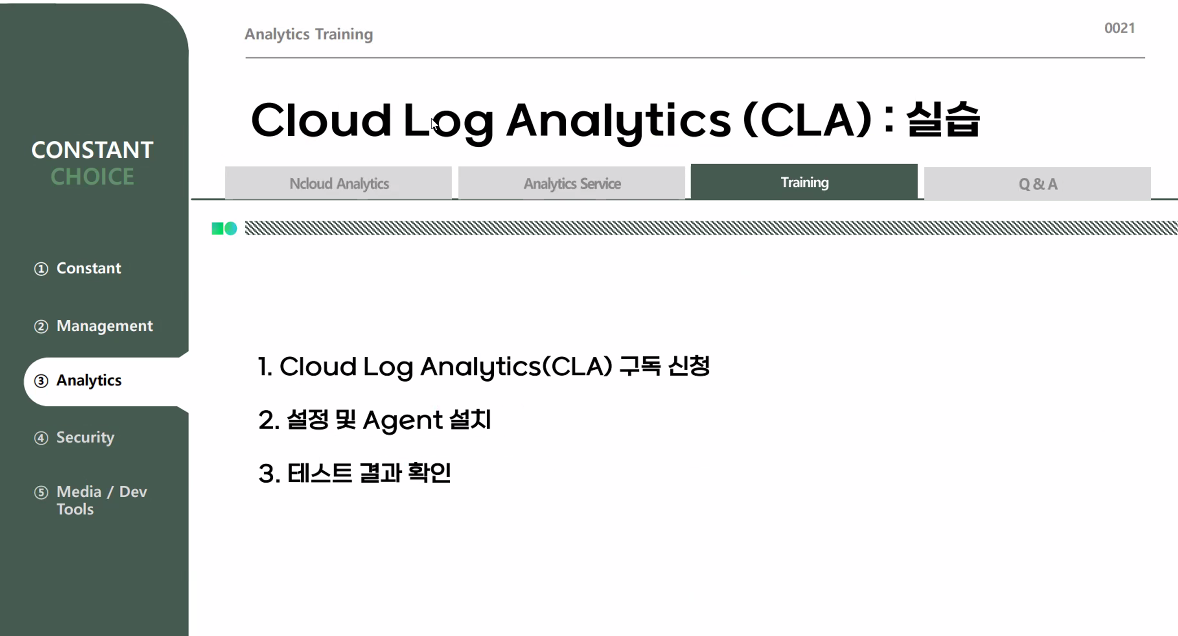 Analytics Training
0021
Cloud Log Analytics (CLA) : 실습
CONSTANT
CHOICE
Ncloud Analytics
Analytics Service
Training
Q & A
① Constant
② Management
③ Analytics
④ Security
⑤ Media / Dev
Tools
1. Cloud Log Analytics(CLA) 구독 신청
2. 설정 및 Agent 설치
3. 테스트 결과 확인